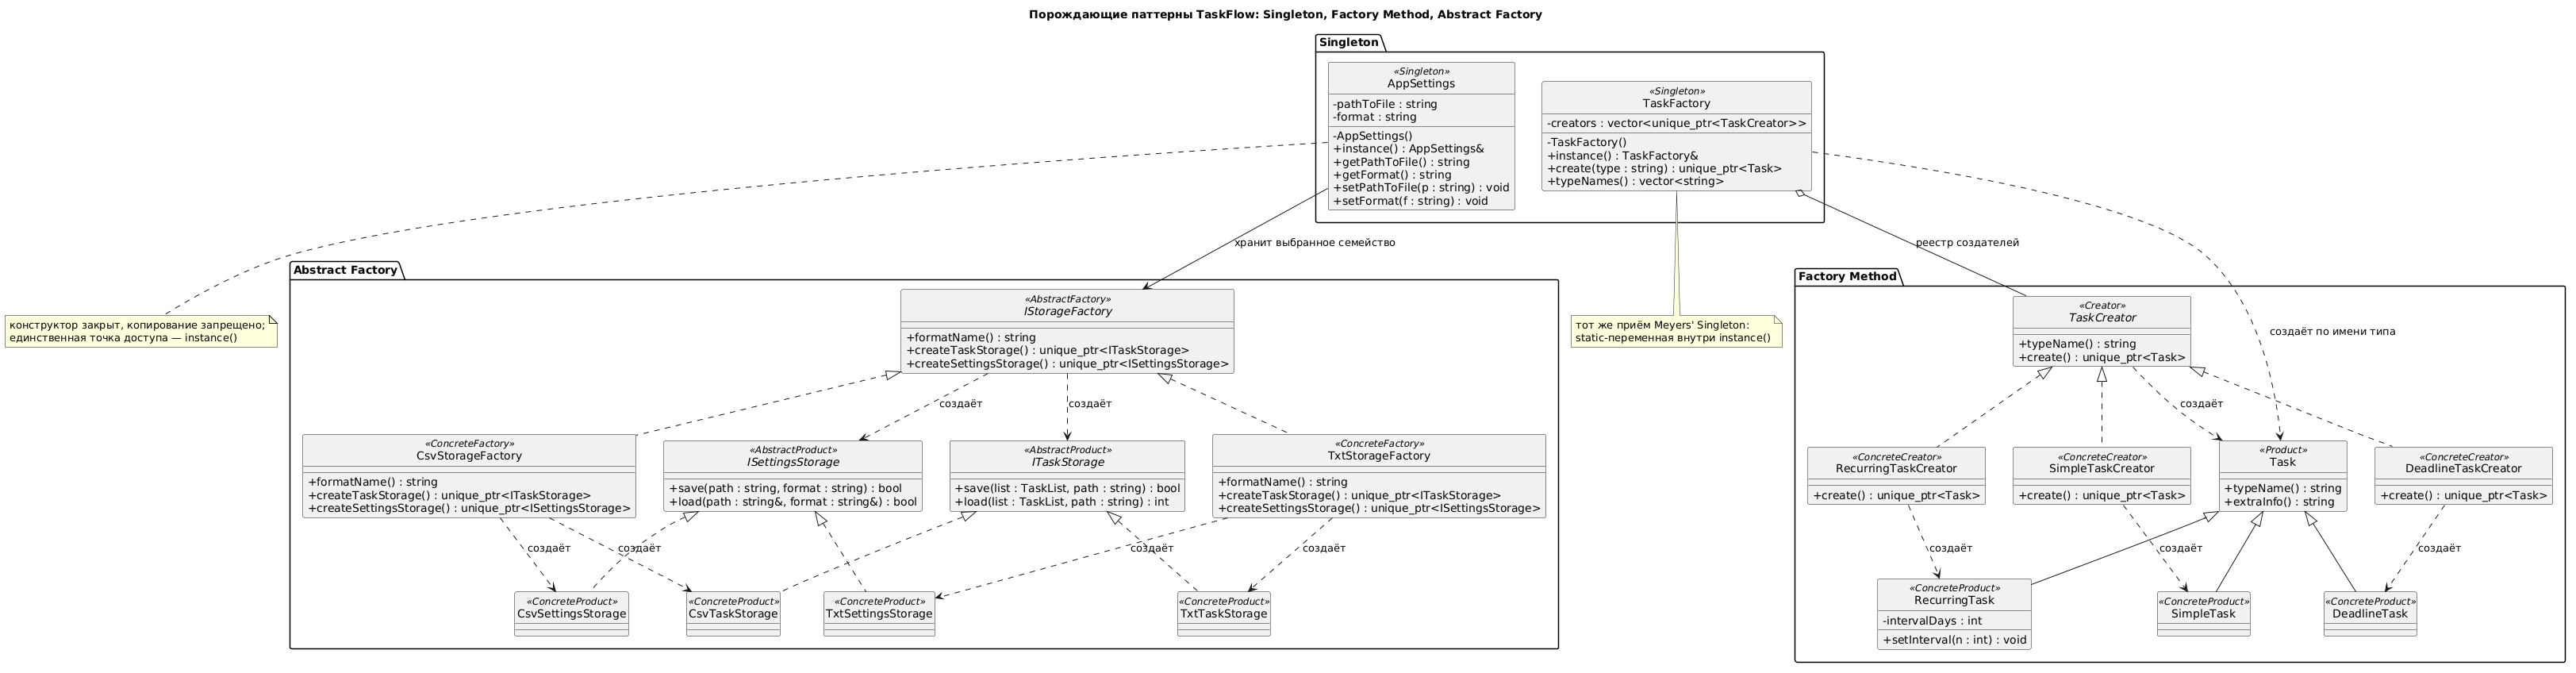 Порождающие паттерны TaskFlow: Singleton, Factory Method, Abstract Factory
Singleton
«Singleton»
AppSettings
-pathToFile : string
-format : string
-AppSettings()
+instance() : AppSettings&
+getPathToFile() : string
+getFormat() : string
+setPathToFile(p : string) : void
+setFormat(f : string) : void
«Singleton»
TaskFactory
-creators : vector<unique_ptr<TaskCreator>>
-TaskFactory()
+instance() : TaskFactory&
+create(type : string) : unique_ptr<Task>
+typeNames() : vector<string>
хранит выбранное семейство
реестр создателей
создаёт по имени типа
конструктор закрыт, копирование запрещено;
единственная точка доступа — instance()
тот же приём Meyers' Singleton:
static-переменная внутри instance()
Abstract Factory
«AbstractFactory»
IStorageFactory
+formatName() : string
+createTaskStorage() : unique_ptr<ITaskStorage>
+createSettingsStorage() : unique_ptr<ISettingsStorage>
создаёт
создаёт
«ConcreteFactory»
CsvStorageFactory
+formatName() : string
+createTaskStorage() : unique_ptr<ITaskStorage>
+createSettingsStorage() : unique_ptr<ISettingsStorage>
«AbstractProduct»
ISettingsStorage
+save(path : string, format : string) : bool
+load(path : string&, format : string&) : bool
«AbstractProduct»
ITaskStorage
+save(list : TaskList, path : string) : bool
+load(list : TaskList, path : string) : int
«ConcreteFactory»
TxtStorageFactory
+formatName() : string
+createTaskStorage() : unique_ptr<ITaskStorage>
+createSettingsStorage() : unique_ptr<ISettingsStorage>
создаёт
создаёт
создаёт
создаёт
«ConcreteProduct»
CsvSettingsStorage
«ConcreteProduct»
CsvTaskStorage
«ConcreteProduct»
TxtSettingsStorage
«ConcreteProduct»
TxtTaskStorage
Factory Method
«Creator»
TaskCreator
+typeName() : string
+create() : unique_ptr<Task>
создаёт
«ConcreteCreator»
RecurringTaskCreator
+create() : unique_ptr<Task>
«ConcreteCreator»
SimpleTaskCreator
+create() : unique_ptr<Task>
«Product»
Task
+typeName() : string
+extraInfo() : string
«ConcreteCreator»
DeadlineTaskCreator
+create() : unique_ptr<Task>
создаёт
создаёт
создаёт
«ConcreteProduct»
RecurringTask
-intervalDays : int
+setInterval(n : int) : void
«ConcreteProduct»
SimpleTask
«ConcreteProduct»
DeadlineTask